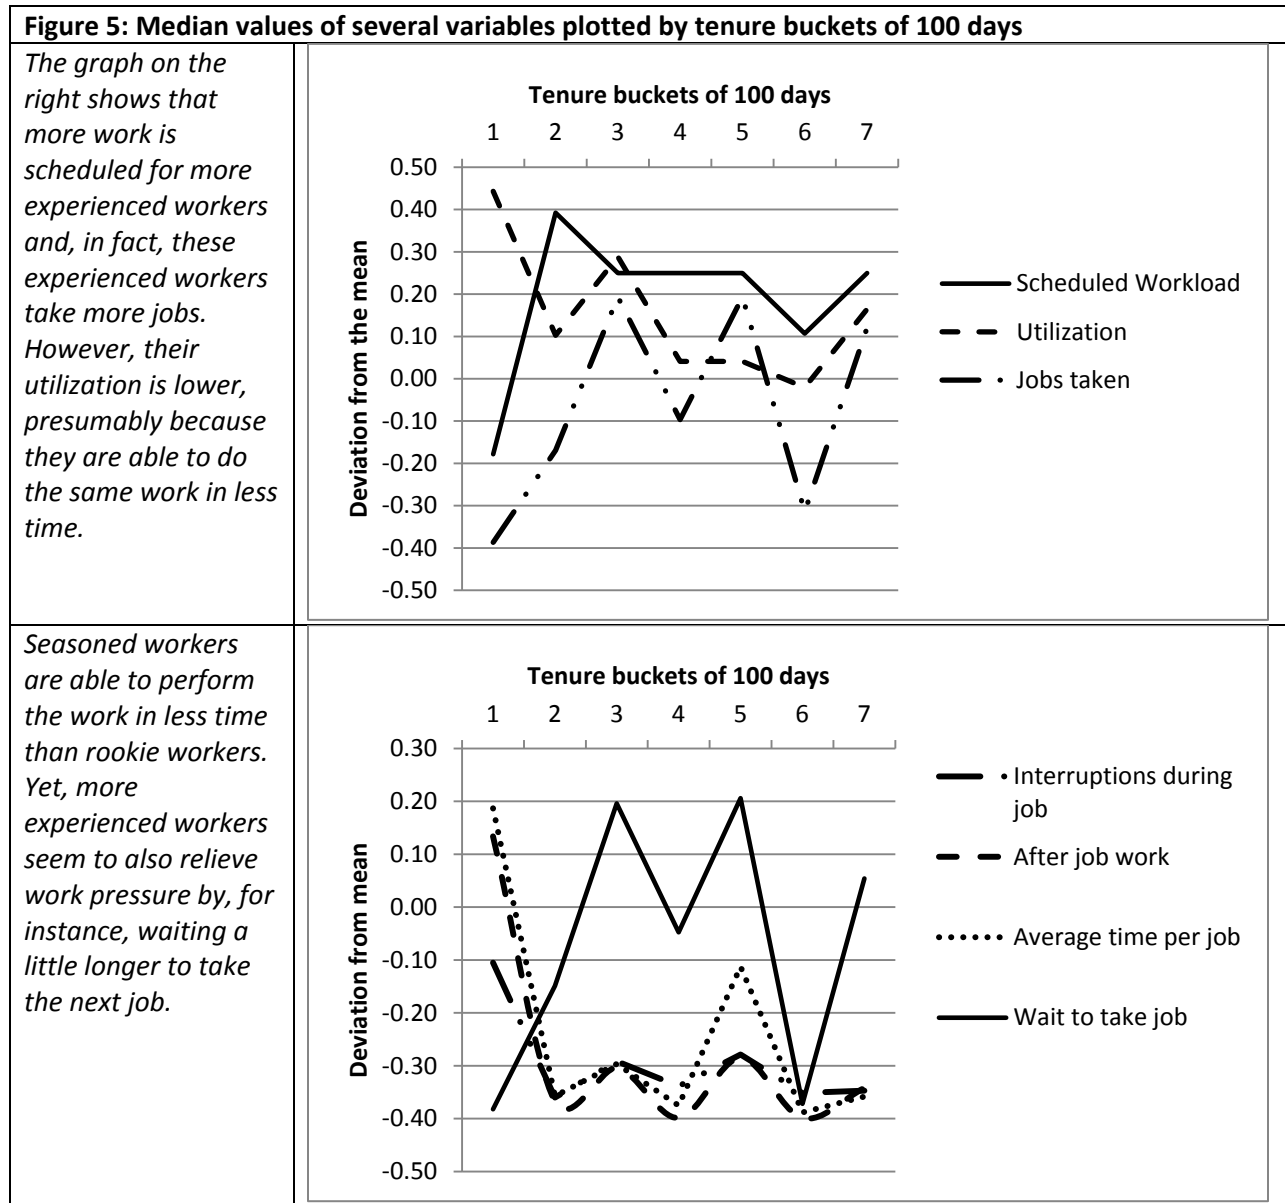 Figure 5: Median values of several variables plotted by tenure buckets of 100 days
The graph on the
right shows that
more work is
scheduled for more
experienced workers
and, in fact, these
experienced workers
take more jobs.
However, their
utilization is lower,
presumably because
they are able to do
the same work in less
time.
Tenure buckets of 100 days
1 2 3 4 5 6 7
0.50
0.40
0.30
0.20
0.10
0.00
-0.10
-0.20
-0.30
-0.40
-0.50
Deviation from the mean
Scheduled Workload
Utilization
Jobs taken
Seasoned workers
are able to perform
the work in less time
than rookie workers.
Yet, more
experienced workers
seem to also relieve
work pressure by, for
instance, waiting a
little longer to take
the next job.
Tenure buckets of 100 days
1 2 3 4 5 6 7
0.30
0.20
0.10
0.00
-0.10
-0.20
-0.30
-0.40
-0.50
Deviation from mean
Interruptions during
job
After job work
Average time per job
Wait to take job